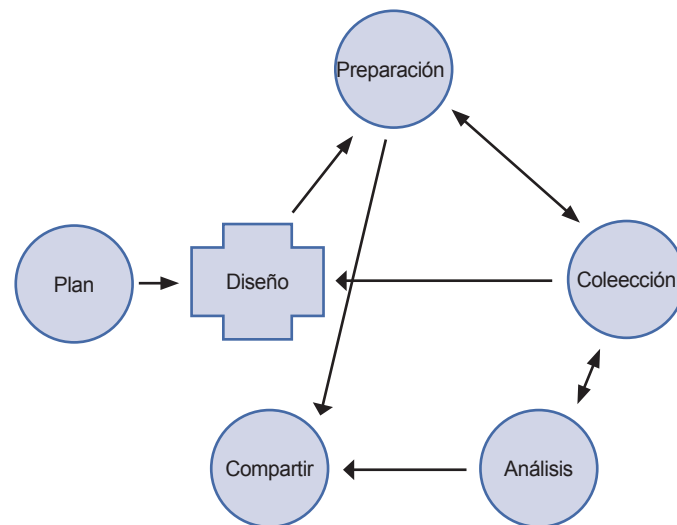 Preparación
Plan
Diseño
Coleección
Compartir
Análisis